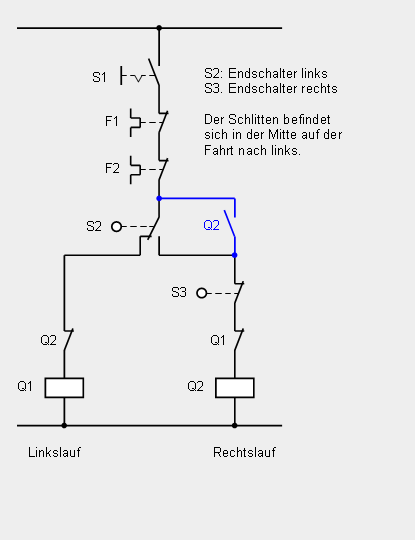 S1
S2: Endschalter links
S3. Endschalter rechts
F1
Der Schlitten befindet
sich in der Mitte auf der
Fahrt nach links.
F2
S2
Q2
S3
Q2
Q1
Q1
Q2
Linkslauf
Rechtslauf